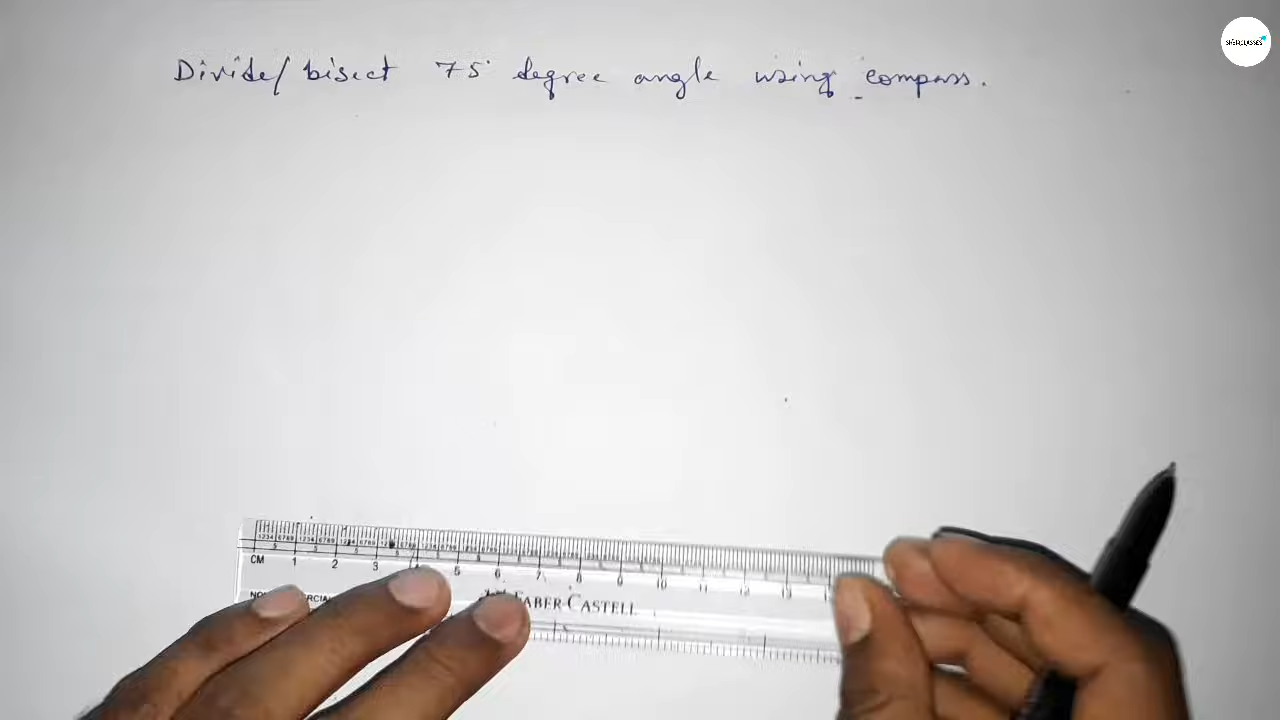 Divide/ bisect 75° degree angle using compass.
SHSIRCLASSES
CM 1 2 3 4 5 6 7 8 9 10 11 12 13
FABER-CASTELL